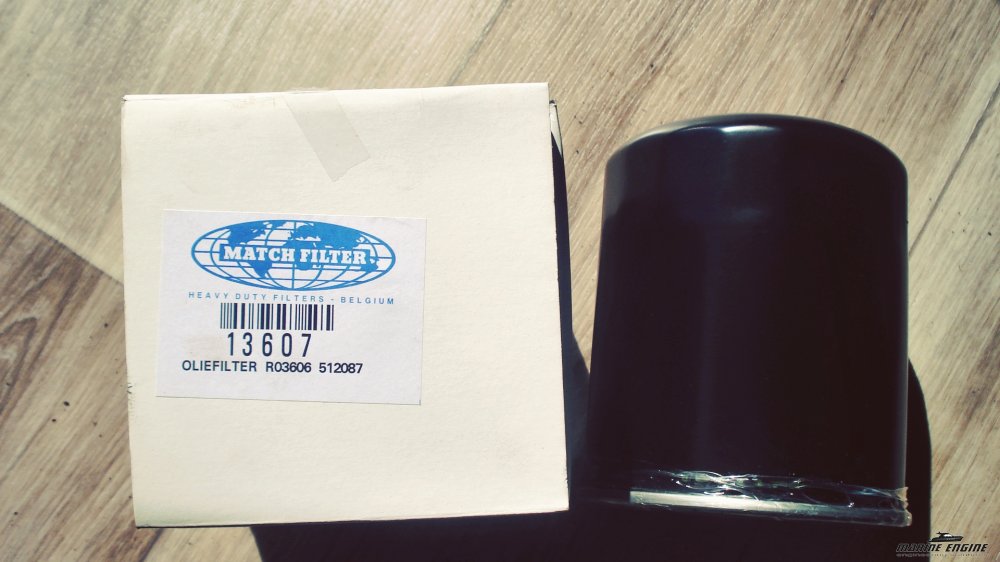 MATCH FILTER
HEAVY DUTY FILTERS - BELGIUM
13607
OLIEFILTER R03606 512087
MARINE ENGINE